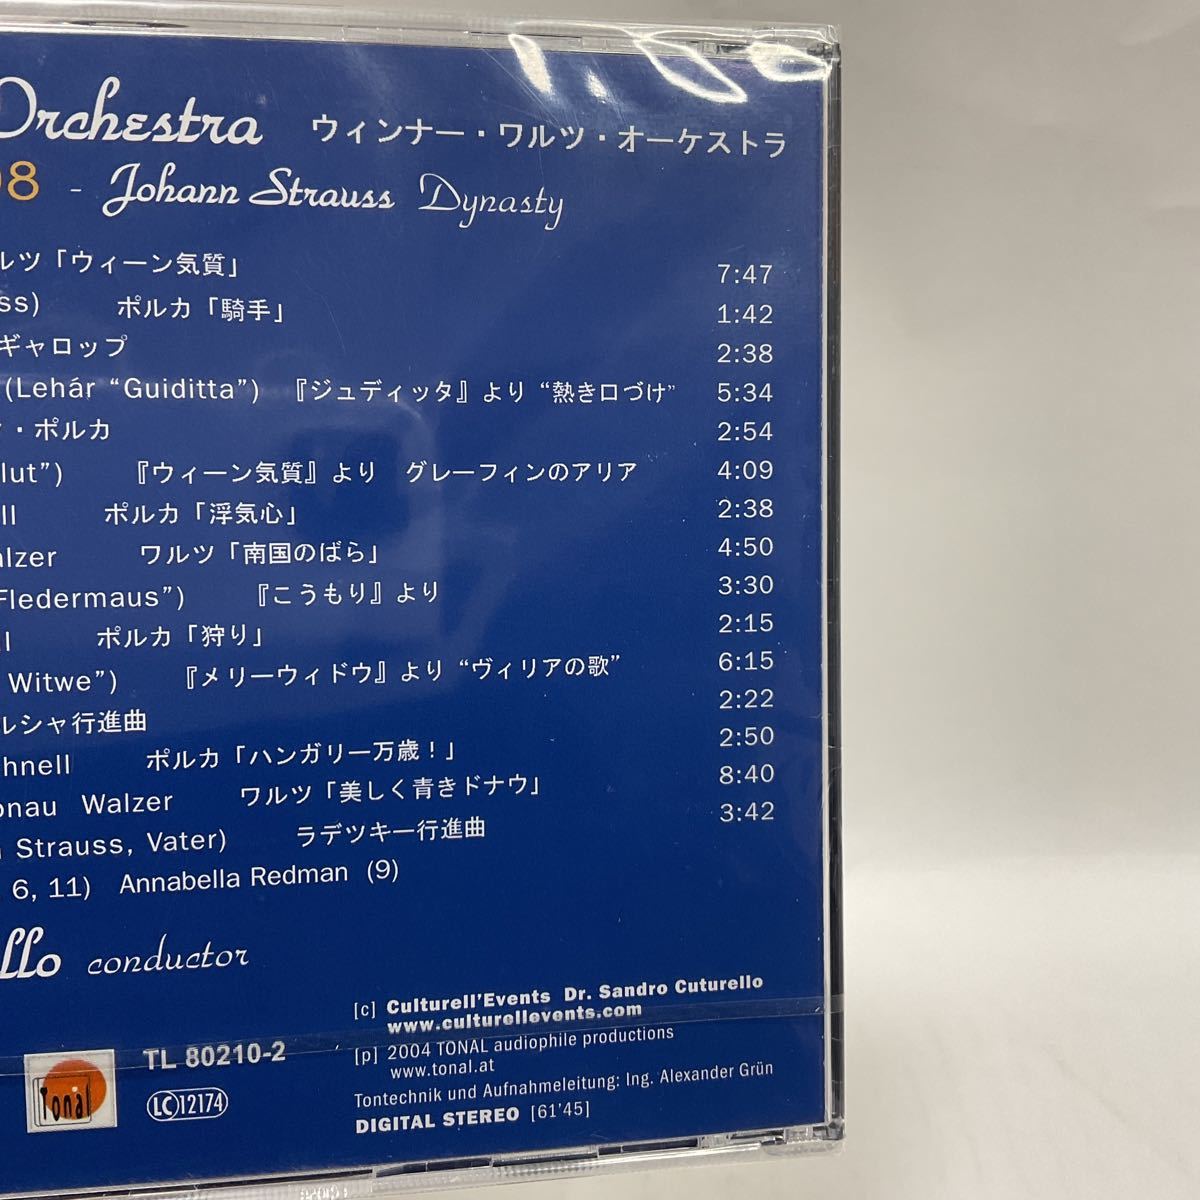 Orchestra ウィンナー・ワルツ・オーケストラ
08 - Johann Strauss Dynasty
ルツ「ウィーン気質」 7:47
ss) ポルカ「騎手」 1:42
ギャロップ 2:38
(Lehár “Guiditta”) 『ジュディッタ』より “熱き口づけ” 5:34
・ポルカ 2:54
lut”) 『ウィーン気質』より グレーフィンのアリア 4:09
ll ポルカ「浮気心」 2:38
alzer ワルツ「南国のばら」 4:50
Fledermaus”) 『こうもり』より 3:30
l ポルカ「狩り」 2:15
Witwe”) 『メリーウィドウ』より “ヴィリアの歌” 6:15
ルシャ行進曲 2:22
hnell ポルカ「ハンガリー万歳！」 2:50
onau Walzer ワルツ「美しく青きドナウ」 8:40
Strauss, Vater) ラデツキー行進曲 3:42
6, 11) Annabella Redman (9)
llo conductor
[c] Culturell'Events Dr. Sandro Cuturello
www.culturellevents.com
[p] 2004 TONAL audiophile productions
www.tonal.at
Tontechnik und Aufnahmeleitung: Ing. Alexander Grün
DIGITAL STEREO [61'45]
Tonal
TL 80210-2
LC 12174